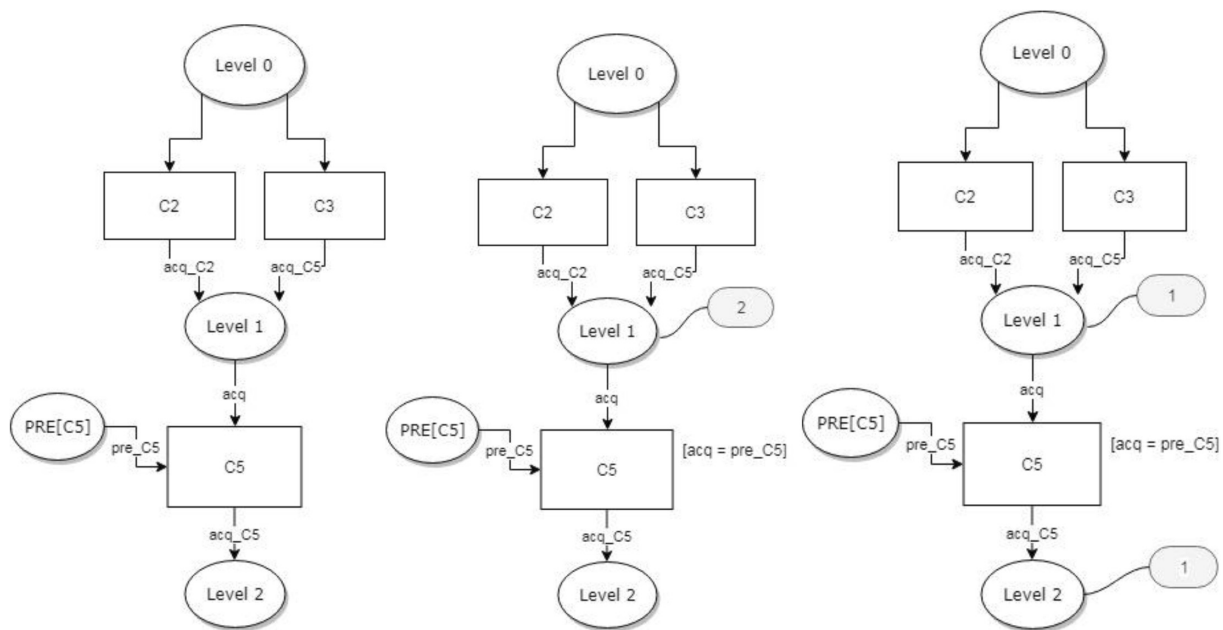 Level 0
C2
C3
acq_C2
acq_C5
Level 1
acq
PRE[C5]
pre_C5
C5
acq_C5
Level 2
Level 0
C2
C3
acq_C2
acq_C5
Level 1
2
acq
PRE[C5]
pre_C5
C5
[acq = pre_C5]
acq_C5
Level 2
Level 0
C2
C3
acq_C2
acq_C5
Level 1
1
acq
PRE[C5]
pre_C5
C5
[acq = pre_C5]
acq_C5
Level 2
1